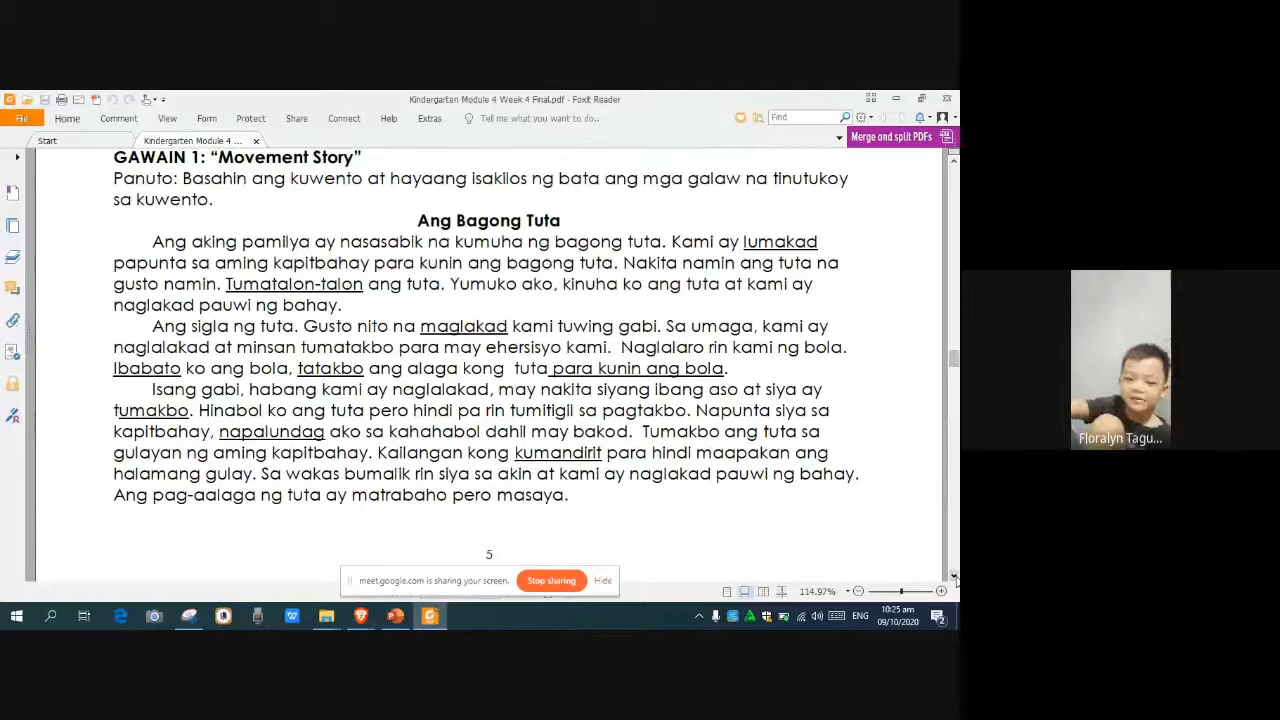 Kindergarten Module 4 Week 4 Final.pdf - Foxit Reader
File Home Comment View Form Protect Share Connect Help Extras Tell me what you want to do... Find
Start Kindergarten Module 4 ... Merge and split PDFs
GAWAIN 1: “Movement Story”
Panuto: Basahin ang kuwento at hayaang isakilos ng bata ang mga galaw na tinutukoy
sa kuwento.
Ang Bagong Tuta
Ang aking pamilya ay nasasabik na kumuha ng bagong tuta. Kami ay lumakad
papunta sa aming kapitbahay para kunin ang bagong tuta. Nakita namin ang tuta na
gusto namin. Tumatalon-talon ang tuta. Yumuko ako, kinuha ko ang tuta at kami ay
naglakad pauwi ng bahay.
Ang sigla ng tuta. Gusto nito na maglakad kami tuwing gabi. Sa umaga, kami ay
naglalakad at minsan tumatakbo para may ehersisyo kami. Naglalaro rin kami ng bola.
Ibabato ko ang bola, tatakbo ang alaga kong tuta para kunin ang bola.
Isang gabi, habang kami ay naglalakad, may nakita siyang ibang aso at siya ay
tumakbo. Hinabol ko ang tuta pero hindi pa rin tumitigil sa pagtakbo. Napunta siya sa
kapitbahay, napalundag ako sa kahahabol dahil may bakod. Tumakbo ang tuta sa
gulayan ng aming kapitbahay. Kailangan kong kumandirit para hindi maapakan ang
halamang gulay. Sa wakas bumalik rin siya sa akin at kami ay naglakad pauwi ng bahay.
Ang pag-aalaga ng tuta ay matrabaho pero masaya.
5
meet.google.com is sharing your screen. Stop sharing Hide
114.97%
ENG 10:25 am
09/10/2020
2
Floralyn Tagu...